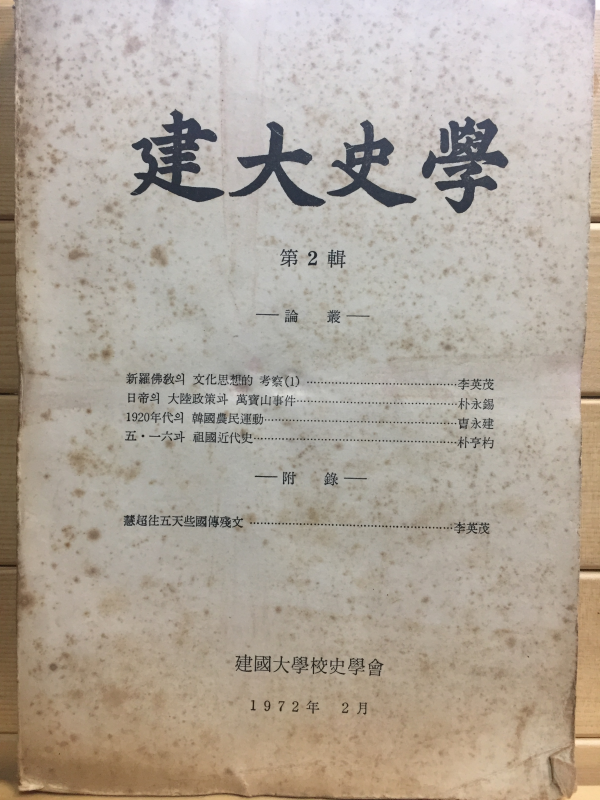 建大史學
第2輯
― 論 叢 ―
新羅佛敎의 文化思想的 考察(1) ……………………………… 李英茂
日帝의 大陸政策과 萬寶山事件 ……………………………… 朴永錫
1920年代의 韓國農民運動 ……………………………… 曺永建
五·一六과 祖國近代史 ……………………………… 朴亨杓
― 附 錄 ―
慧超往五天些國傳殘文 ……………………………… 李英茂
建國大學校史學會
1972年 2月